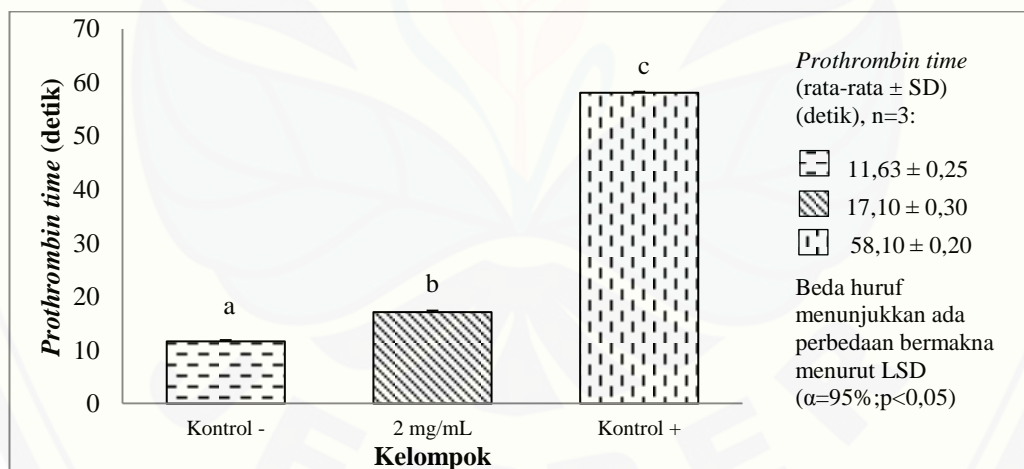 70
60
50
40
30
20
10
0
Prothrombin time (detik)
a
b
c
Kontrol -
2 mg/mL
Kontrol +
Kelompok
Prothrombin time
(rata-rata ± SD)
(detik), n=3:
11,63 ± 0,25
17,10 ± 0,30
58,10 ± 0,20
Beda huruf
menunjukkan ada
perbedaan bermakna
menurut LSD
(α=95%;p<0,05)